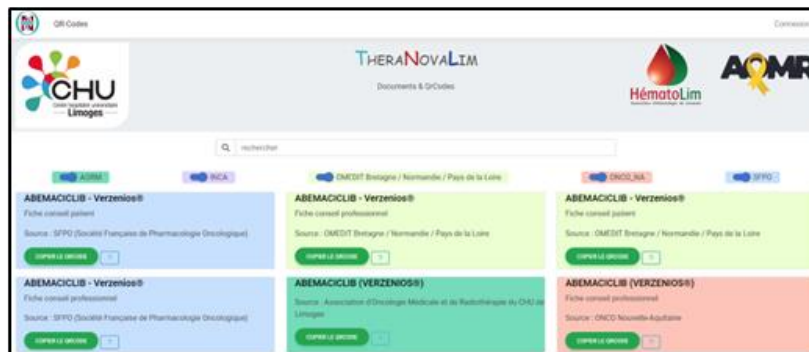 QR-Codes
Connexion
CHU
Centre hospitalier universitaire
Limoges
THERANOVALIM
Documents & QrCodes
HématoLim
AOMR
rechercher
INCA
OMEDIT Bretagne / Normandie / Pays de la Loire
ONCO_NA
SFPO
ABEMACICLIB - Verzenios®
Fiche conseil patient
Source : SFPO (Société Française de Pharmacologie Oncologique)
COPIER LE QRCODE
ABEMACICLIB - Verzenios®
Fiche conseil professionnel
Source : OMEDIT Bretagne / Normandie / Pays de la Loire
COPIER LE QRCODE
ABEMACICLIB - Verzenios®
Fiche conseil patient
Source : OMEDIT Bretagne / Normandie / Pays de la Loire
COPIER LE QRCODE
ABEMACICLIB - Verzenios®
Fiche conseil professionnel
Source : SFPO (Société Française de Pharmacologie Oncologique)
COPIER LE QRCODE
ABEMACICLIB (VERZENIOS®)
Source : Association d'Oncologie Médicale et de Radiothérapie du CHU de
Limoges
COPIER LE QRCODE
ABEMACICLIB (VERZENIOS®)
Fiche conseil professionnel
Source : ONCO Nouvelle-Aquitaine
COPIER LE QRCODE